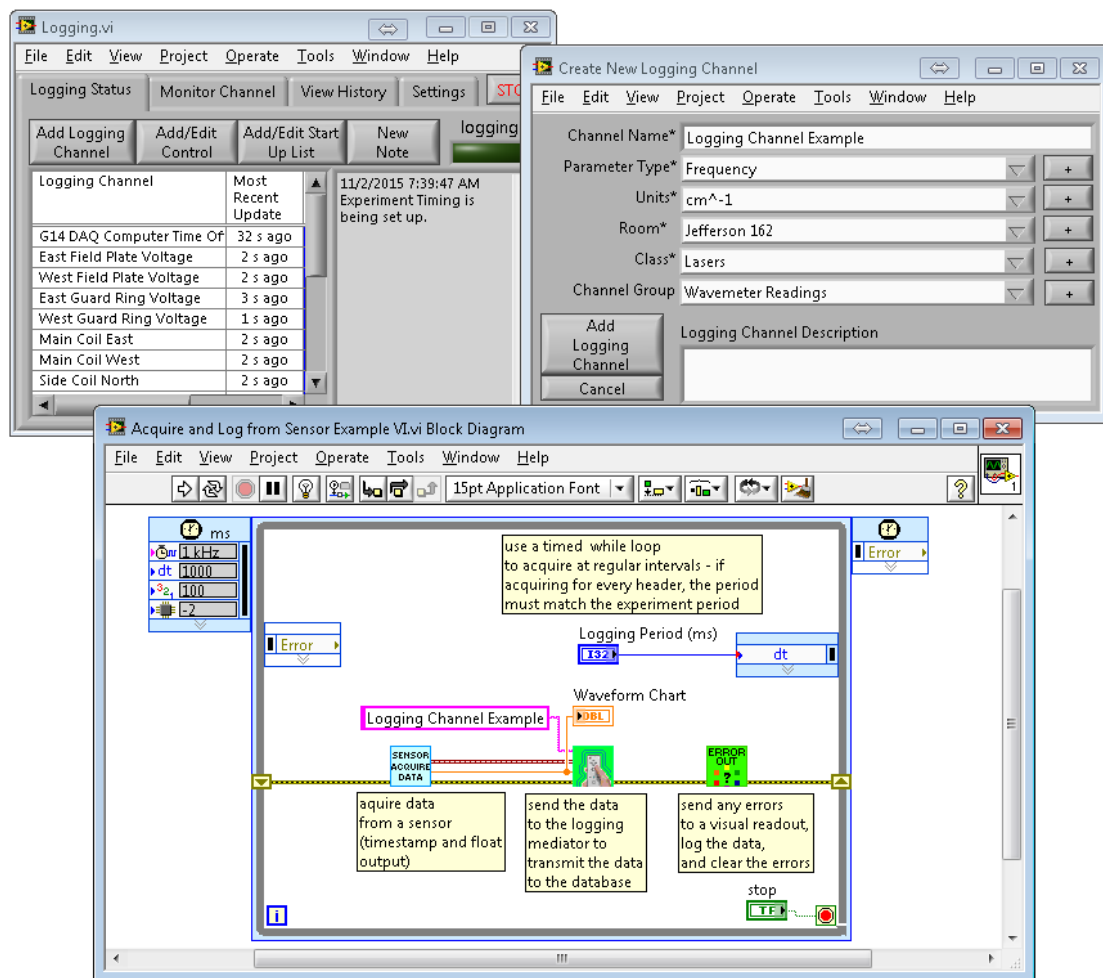 Logging.vi
File Edit View Project Operate Tools Window Help
Logging Status Monitor Channel View History Settings
Add Logging Channel
Add/Edit Control
Add/Edit Start Up List
New Note
logging
Logging Channel
Most Recent Update
G14 DAQ Computer Time Of 32 s ago
East Field Plate Voltage 2 s ago
West Field Plate Voltage 2 s ago
East Guard Ring Voltage 3 s ago
West Guard Ring Voltage 1 s ago
Main Coil East 2 s ago
Main Coil West 2 s ago
Side Coil North 2 s ago
11/2/2015 7:39:47 AM
Experiment Timing is
being set up.
Create New Logging Channel
File Edit View Project Operate Tools Window Help
Channel Name* Logging Channel Example
Parameter Type* Frequency +
Units* cm^-1 +
Room* Jefferson 162 +
Class* Lasers +
Channel Group Wavemeter Readings +
Add
Logging
Channel
Cancel
Logging Channel Description
Acquire and Log from Sensor Example VI.vi Block Diagram
File Edit View Project Operate Tools Window Help
15pt Application Font
1
ms
1 kHz
dt 1000
321 100
-2
Error
Error
use a timed while loop
to acquire at regular intervals - if
acquiring for every header, the period
must match the experiment period
Logging Period (ms)
I32
dt
Waveform Chart
DBL
Logging Channel Example
SENSOR
ACQUIRE
DATA
ERROR
OUT
?
aquire data
from a sensor
(timestamp and float
output)
send the data
to the logging
mediator to
transmit the data
to the database
send any errors
to a visual readout,
log the data,
and clear the errors
stop
TF
i